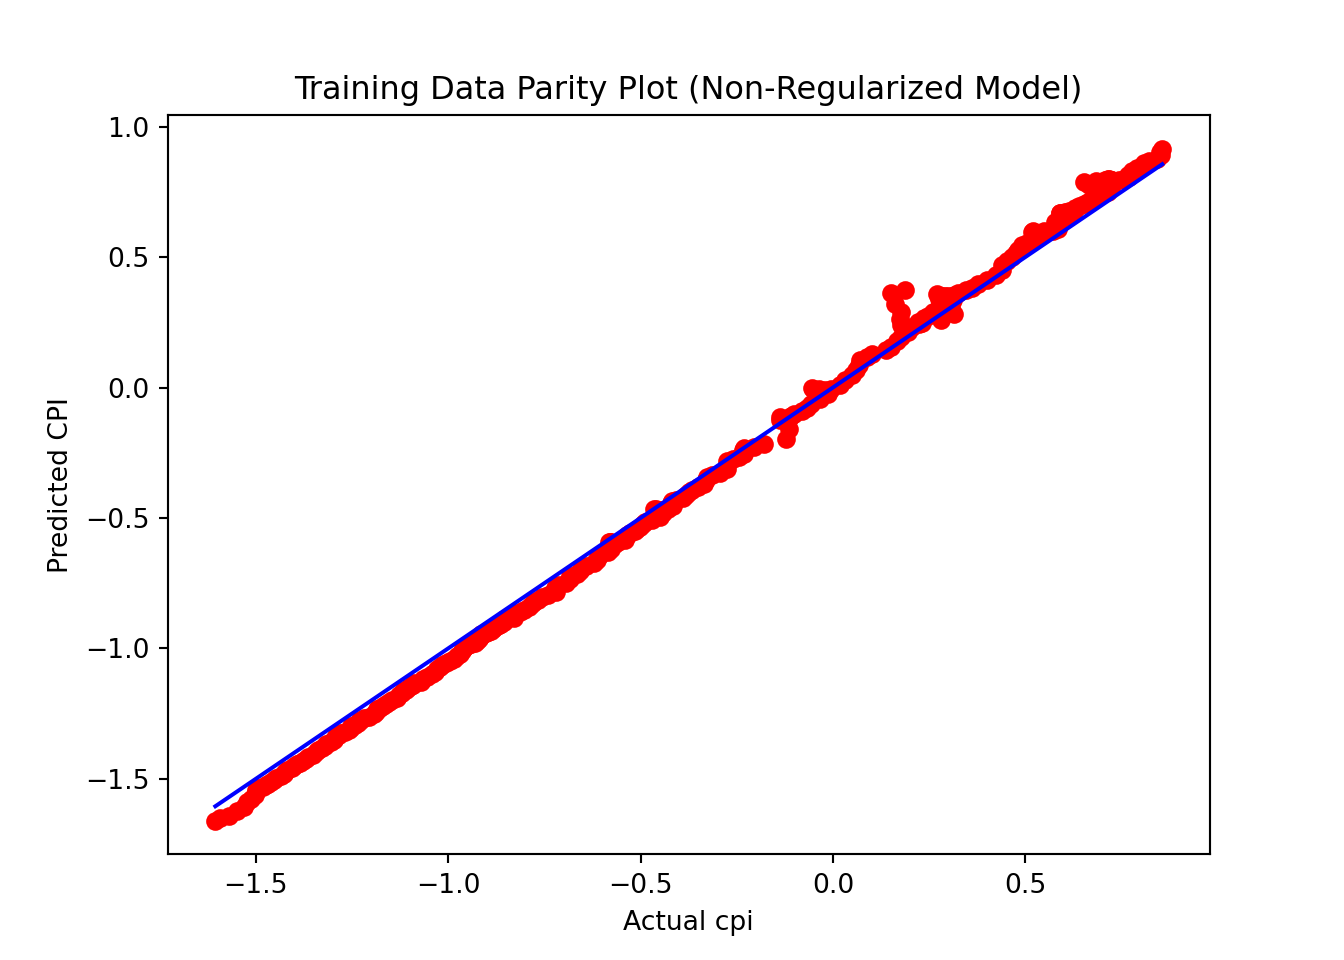 Training Data Parity Plot (Non-Regularized Model)
1.0
0.5
0.0
−0.5
−1.0
−1.5
Predicted CPI
−1.5 −1.0 −0.5 0.0 0.5
Actual cpi